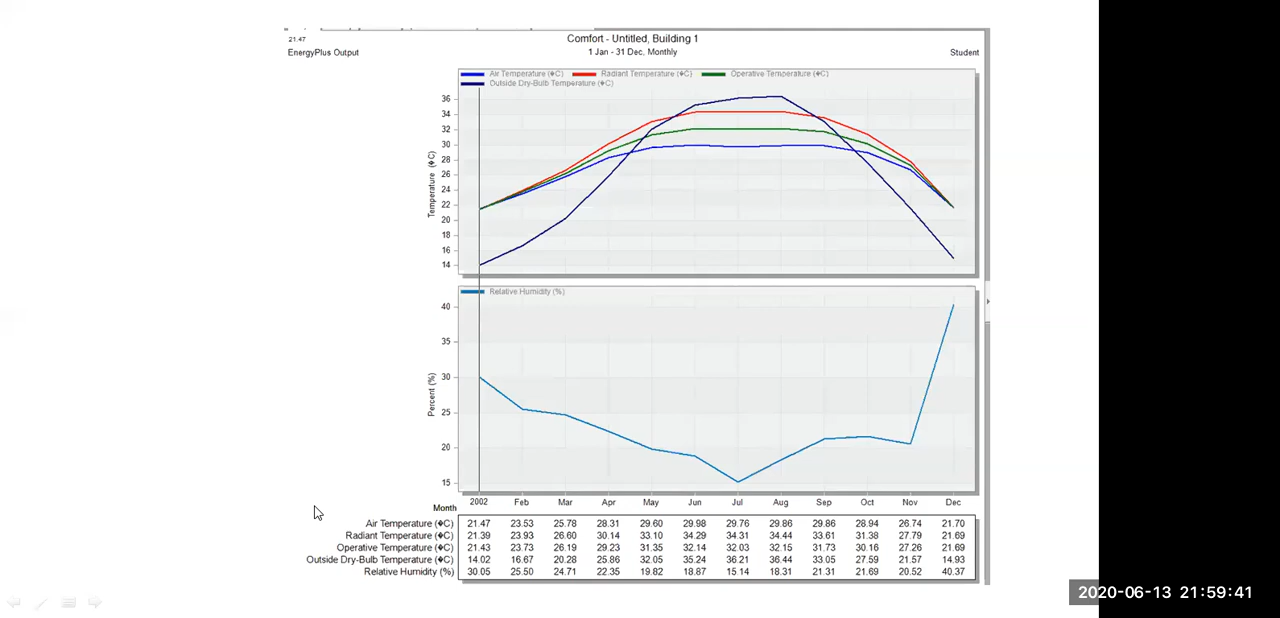 21.47
Comfort - Untitled, Building 1
EnergyPlus Output
1 Jan - 31 Dec, Monthly
Student
Air Temperature (�C) Radiant Temperature (�C) Operative Temperature (�C)
Outside Dry-Bulb Temperature (�C)
36
34
32
30
28
26
24
22
20
18
16
14
Temperature (�C)
Relative Humidity (%)
40
35
30
25
20
15
Percent (%)
2002 Feb Mar Apr May Jun Jul Aug Sep Oct Nov Dec
Month
Air Temperature (�C) 21.47 23.53 25.78 28.31 29.60 29.98 29.76 29.86 29.86 28.94 26.74 21.70
Radiant Temperature (�C) 21.39 23.93 26.60 30.14 33.10 34.29 34.31 34.44 33.61 31.38 27.79 21.69
Operative Temperature (�C) 21.43 23.73 26.19 29.23 31.35 32.14 32.03 32.15 31.73 30.16 27.26 21.69
Outside Dry-Bulb Temperature (�C) 14.02 16.67 20.28 25.86 32.05 35.24 36.21 36.44 33.05 27.59 21.57 14.93
Relative Humidity (%) 30.05 25.50 24.71 22.35 19.82 18.87 15.14 18.31 21.31 21.69 20.52 40.37
2020-06-13 21:59:41